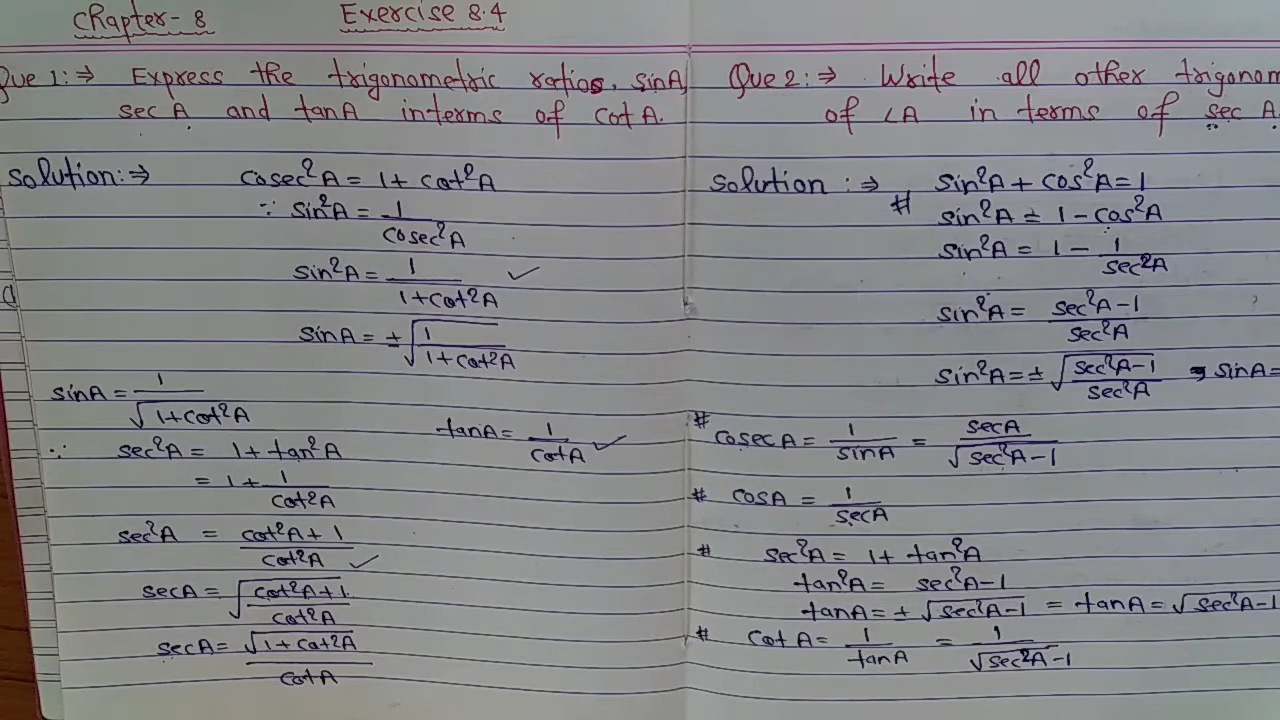 Chapter- 8 Exercise 8.4
Que 1:⇒ Express the trigonometric ratios, sinA,
sec A and tanA interms of cot A.
Solution:⇒ cosec²A = 1 + cot²A
∵ sin²A = 1/cosec²A
sin²A = 1/1+cot²A ✓
sinA = ±√1/1+cot²A
sinA = 1/√1+cot²A
tanA = 1/cotA ✓
∵ sec²A = 1 + tan²A
= 1 + 1/cot²A
sec²A = cot²A + 1/cot²A ✓
secA = √cot²A+1/cot²A
secA = √1+cot²A/cotA
Que 2:⇒ Write all other trigonom
of ∠A in terms of sec A
Solution :⇒ sin²A + cos²A = 1
# sin²A = 1 - cos²A
sin²A = 1 - 1/sec²A
sin²A = sec²A-1/sec²A
sin²A = ± √sec²A-1/sec²A ⇒ sinA =
# cosecA = 1/sinA = secA/√sec²A-1
# cosA = 1/secA
# sec²A = 1 + tan²A
tan²A = sec²A-1
tanA = ± √sec²A-1 = tanA = √sec²A-1
# cot A = 1/tanA = 1/√sec²A-1